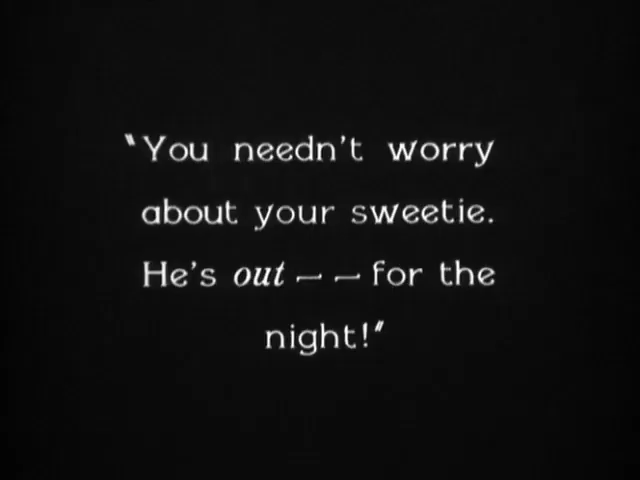 "You needn't worry
about your sweetie.
He's out — — for the
night!"